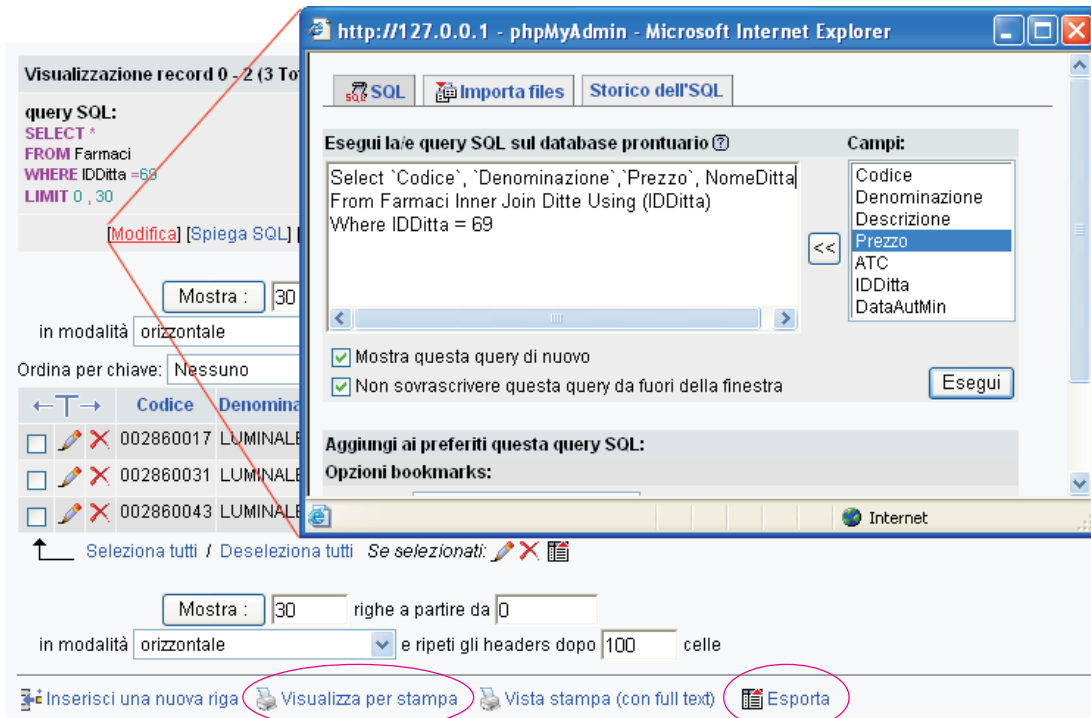 http://127.0.0.1 - phpMyAdmin - Microsoft Internet Explorer
SQL
Importa files
Storico dell'SQL
Esegui la/e query SQL sul database prontuario
Campi:
Select `Codice`, `Denominazione`,`Prezzo`, NomeDitta
From Farmaci Inner Join Ditte Using (IDDitta)
Where IDDitta = 69
<<
Codice
Denominazione
Descrizione
Prezzo
ATC
IDDitta
DataAutMin
Mostra questa query di nuovo
Non sovrascrivere questa query da fuori della finestra
Esegui
Aggiungi ai preferiti questa query SQL:
Opzioni bookmarks:
Internet
Visualizzazione record 0 - 2 (3 To
query SQL:
SELECT *
FROM Farmaci
WHERE IDDitta =69
LIMIT 0 , 30
[Modifica] [Spiega SQL] [
Mostra : 30
in modalità orizzontale
Ordina per chiave: Nessuno
←T→ Codice Denomina
002860017 LUMINALE
002860031 LUMINALE
002860043 LUMINALE
Seleziona tutti / Deseleziona tutti Se selezionati:
Mostra : 30 righe a partire da 0
in modalità orizzontale e ripeti gli headers dopo 100 celle
Inserisci una nuova riga Visualizza per stampa Vista stampa (con full text) Esporta